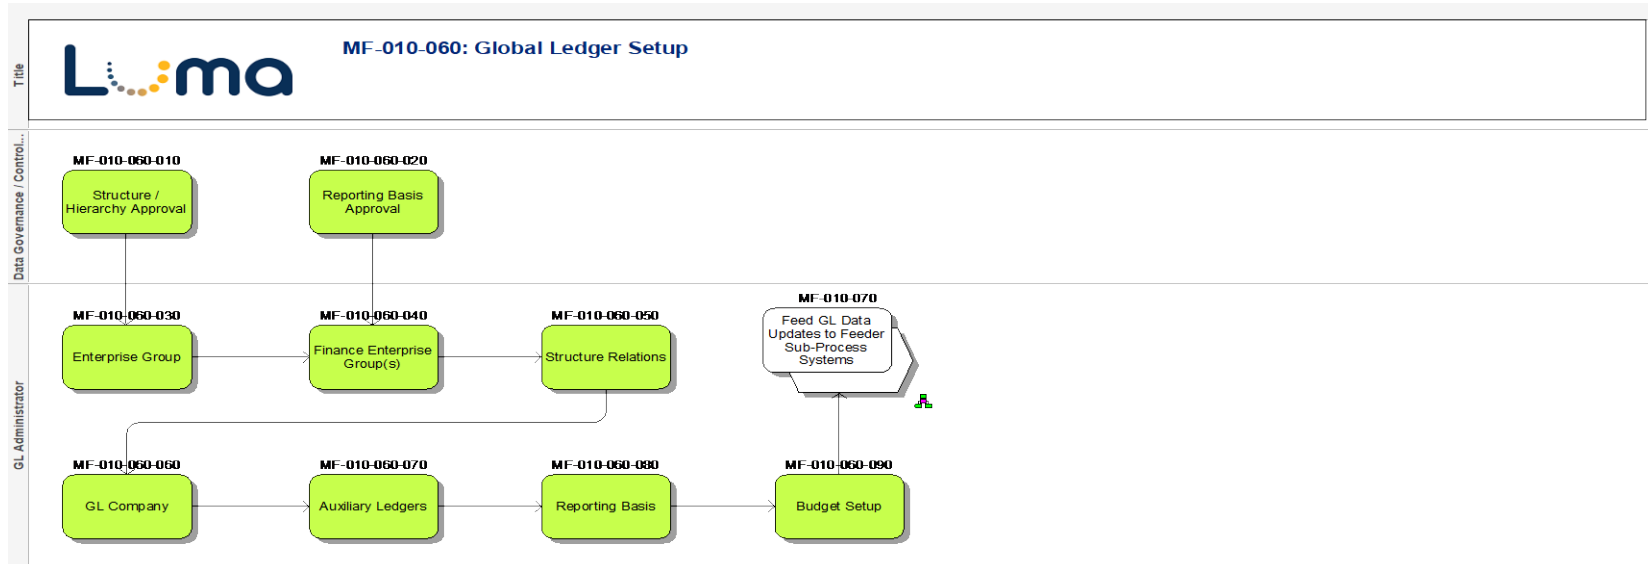 Title
Luma
MF-010-060: Global Ledger Setup
Data Governance / Control...
MF-010-060-010
Structure /
Hierarchy Approval
MF-010-060-020
Reporting Basis
Approval
GL Administrator
MF-010-060-030
Enterprise Group
MF-010-060-040
Finance Enterprise
Group(s)
MF-010-060-050
Structure Relations
MF-010-070
Feed GL Data
Updates to Feeder
Sub-Process
Systems
MF-010-060-060
GL Company
MF-010-060-070
Auxiliary Ledgers
MF-010-060-080
Reporting Basis
MF-010-060-090
Budget Setup